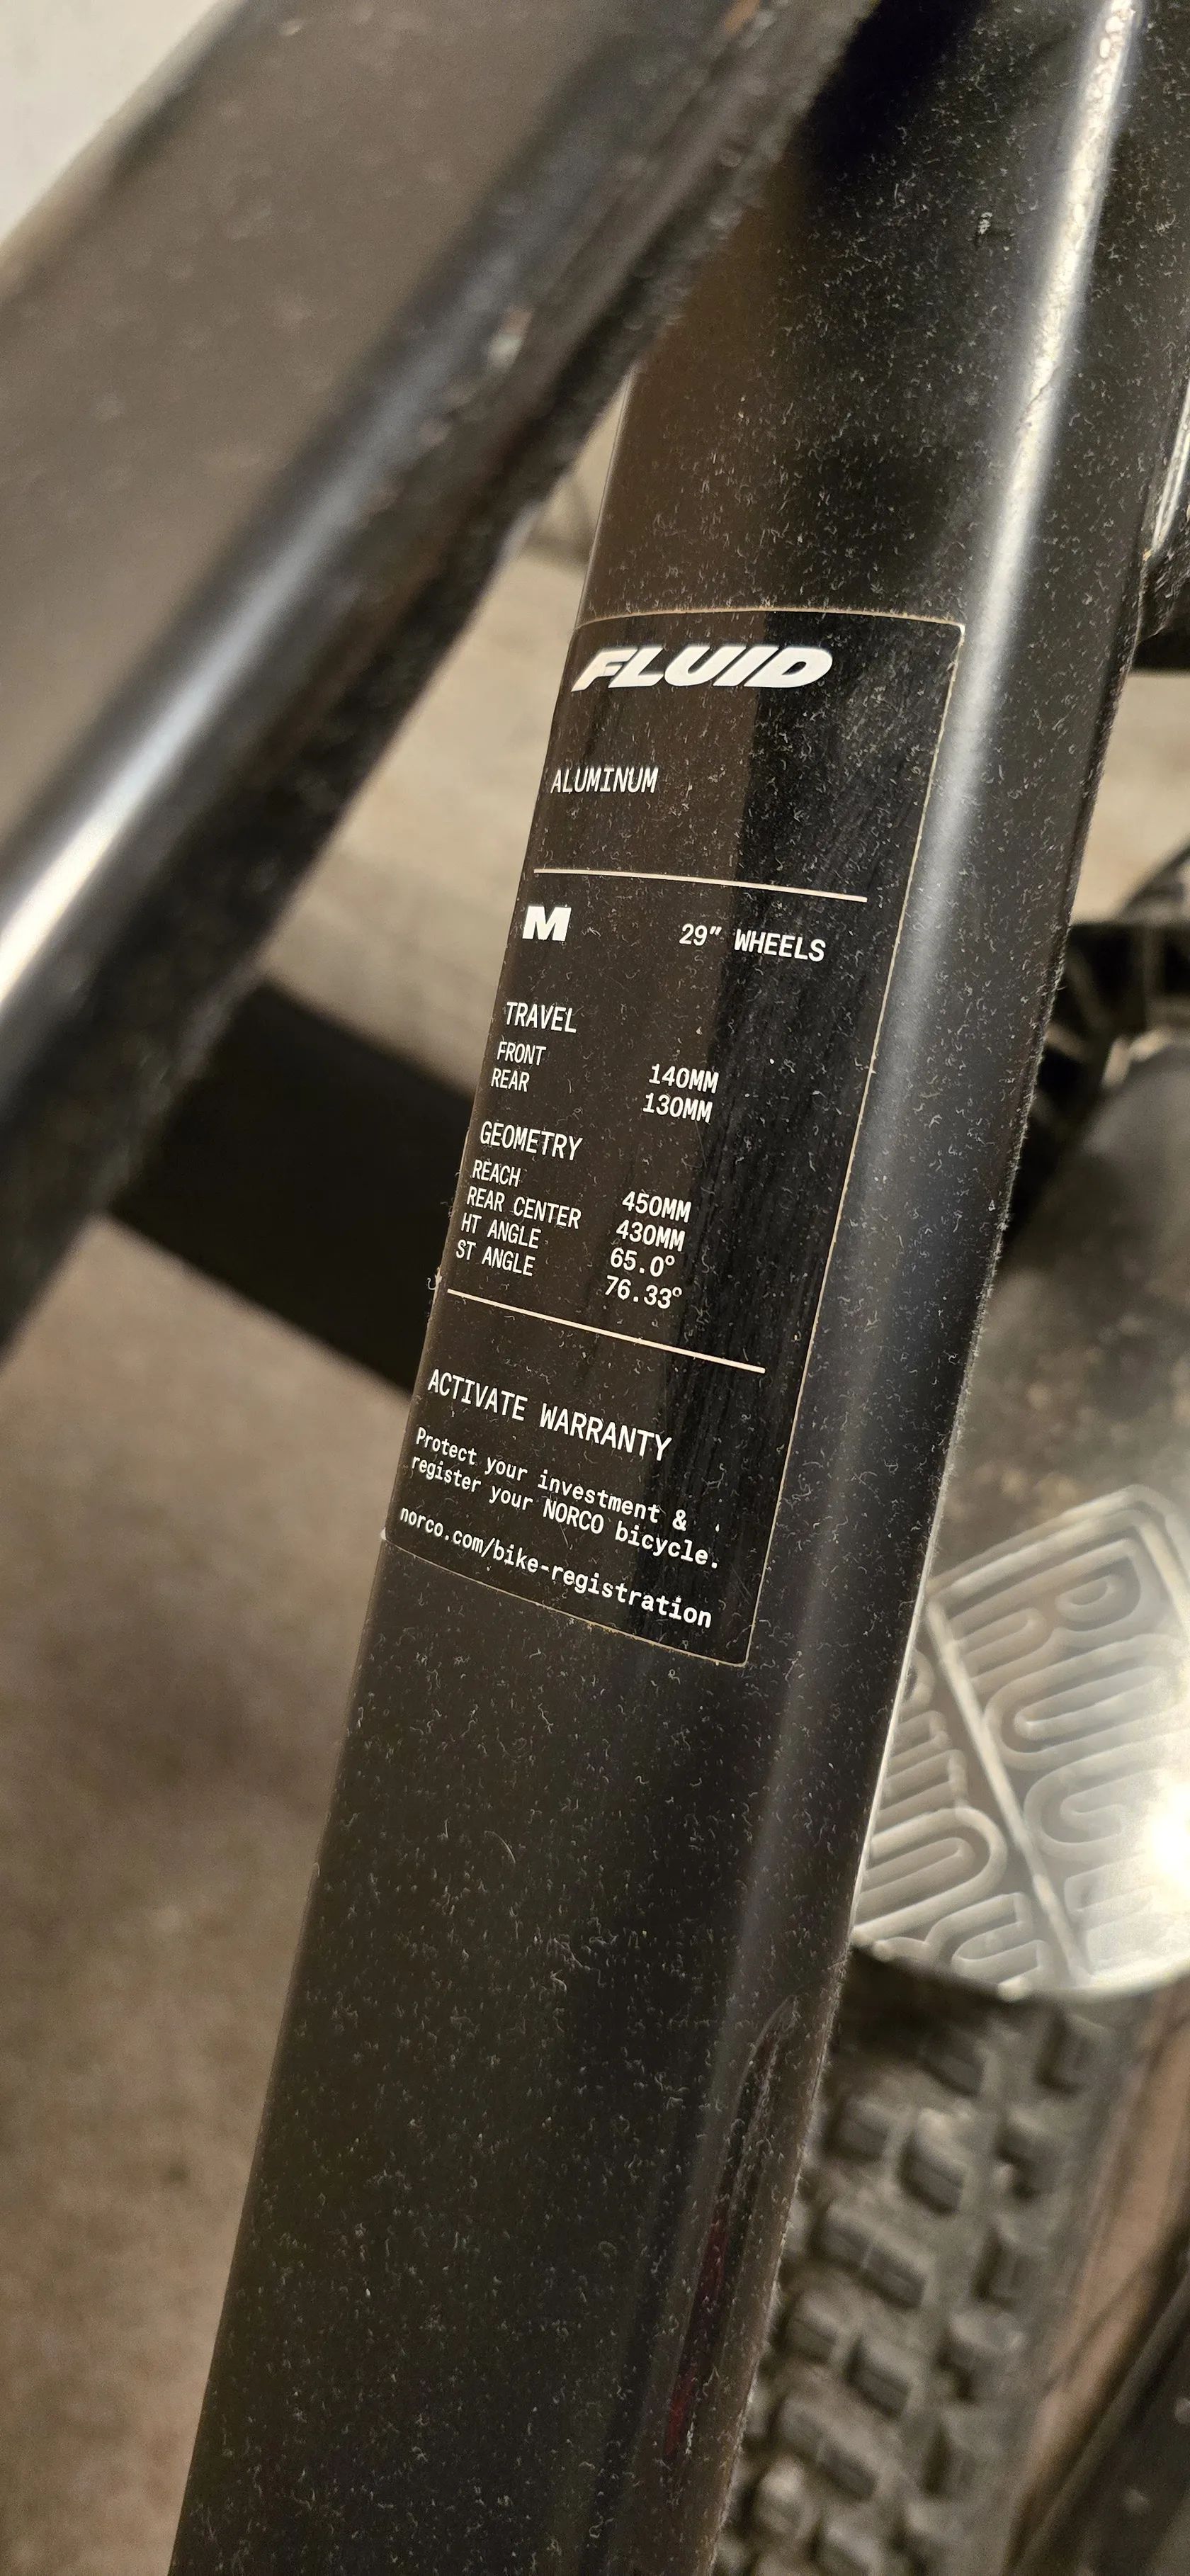 FLUID
ALUMINUM
M 29" WHEELS
TRAVEL
FRONT 140MM
REAR 130MM
GEOMETRY
REACH 450MM
REAR CENTER 430MM
HT ANGLE 65.0°
ST ANGLE 76.33°
ACTIVATE WARRANTY
Protect your investment &
register your NORCO bicycle.
norco.com/bike-registration